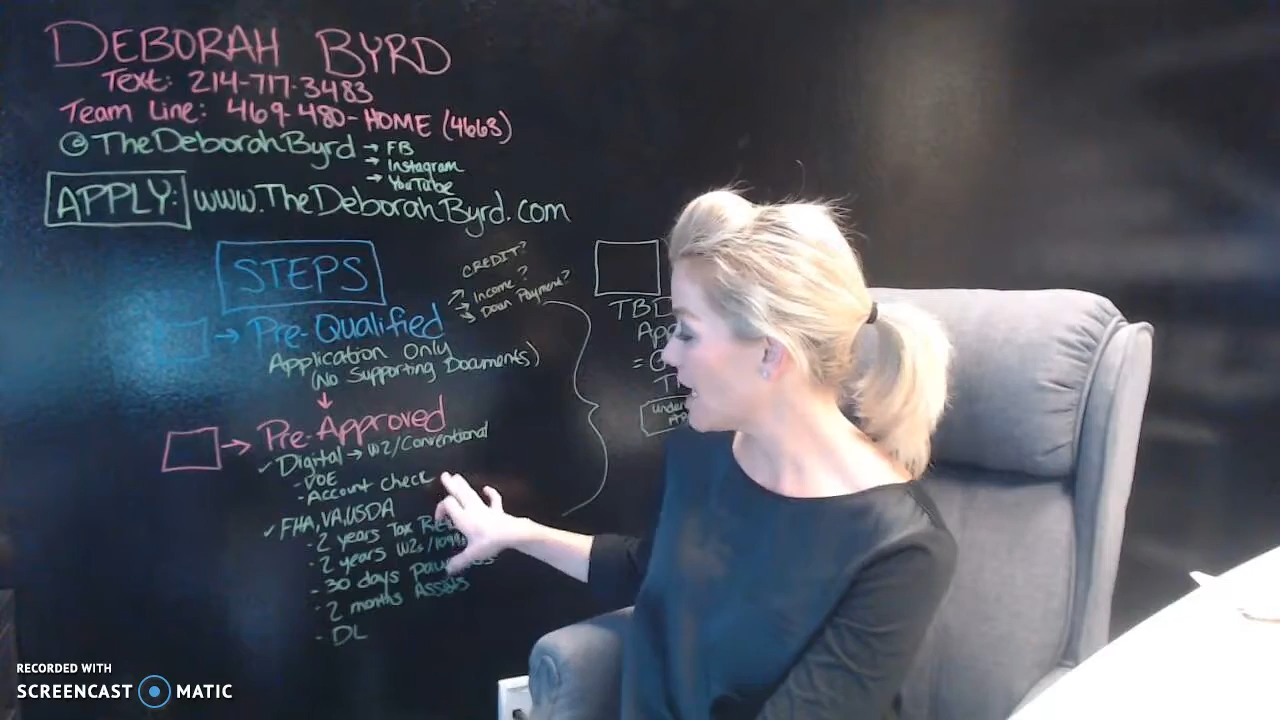 DEBORAH BYRD
Text: 214-717-3483
Team Line: 469-480-HOME (4663)
@TheDeborahByrd → FB
→ Instagram
→ YouTube
APPLY: www.TheDeborahByrd.com
STEPS
CREDIT?
→ Income?
→ Down Payment?
→ Pre-Qualified
Application Only
(No Supporting Documents)
↓
→ Pre-Approved
✓ Digital → W2/Conventional
- VOE
- Account check
✓ FHA, VA, USDA
- 2 years Tax
- 2 years W2s/1099s
- 30 days
- 2 months Assets
- DL
TBD
RECORDED WITH
SCREENCAST MATIC